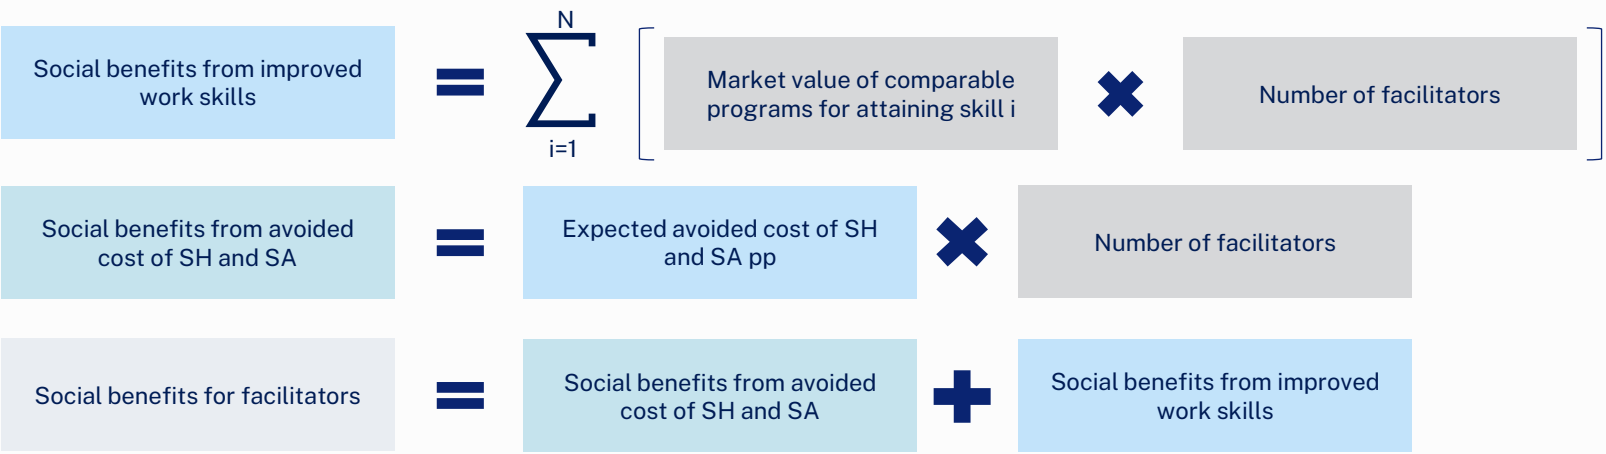 N
∑
i=1
Social benefits from improved
work skills
=
[
Market value of comparable
programs for attaining skill i
×
Number of facilitators
]
Social benefits from avoided
cost of SH and SA
=
Expected avoided cost of SH
and SA pp
×
Number of facilitators
Social benefits for facilitators
=
Social benefits from avoided
cost of SH and SA
+
Social benefits from improved
work skills